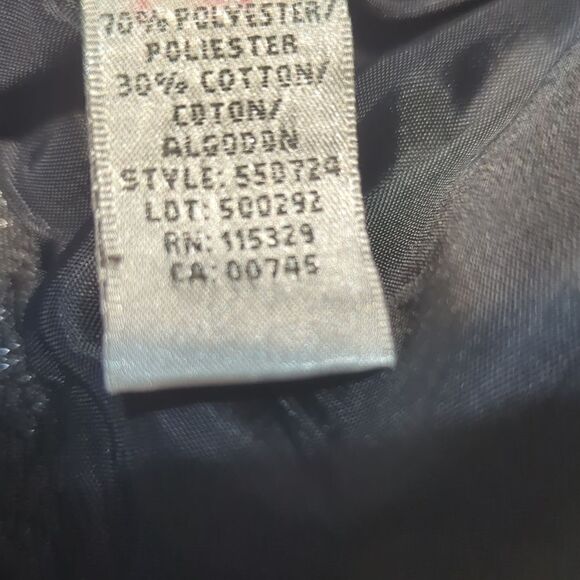 70% POLYESTER/
POLIESTER
30% COTTON/
COTON/
ALGODON
STYLE: 550724
LOT: 500292
RN: 115329
CA: 00745